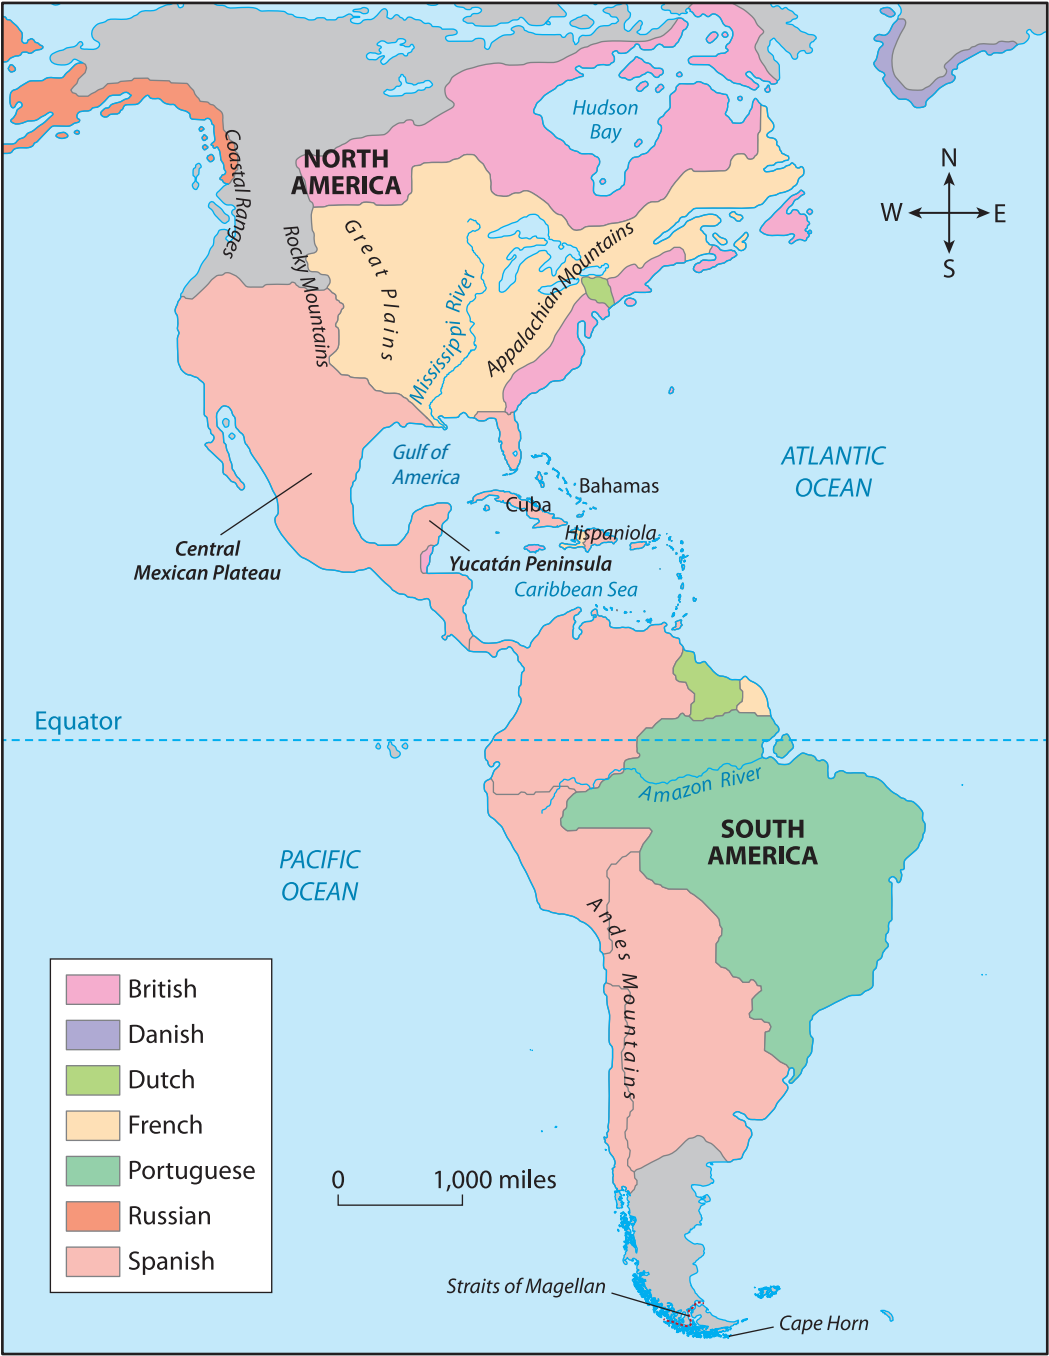 Hudson
Bay
Coastal Ranges
NORTH
AMERICA
N
W
E
S
Rocky Mountains
Great Plains
Mississippi River
Appalachian Mountains
Gulf of
America
ATLANTIC
OCEAN
Bahamas
Cuba
Hispaniola
Central
Mexican Plateau
Yucatán Peninsula
Caribbean Sea
Equator
Amazon River
SOUTH
AMERICA
PACIFIC
OCEAN
Andes Mountains
British
Danish
Dutch
French
Portuguese
Russian
Spanish
0
1,000 miles
Straits of Magellan
Cape Horn